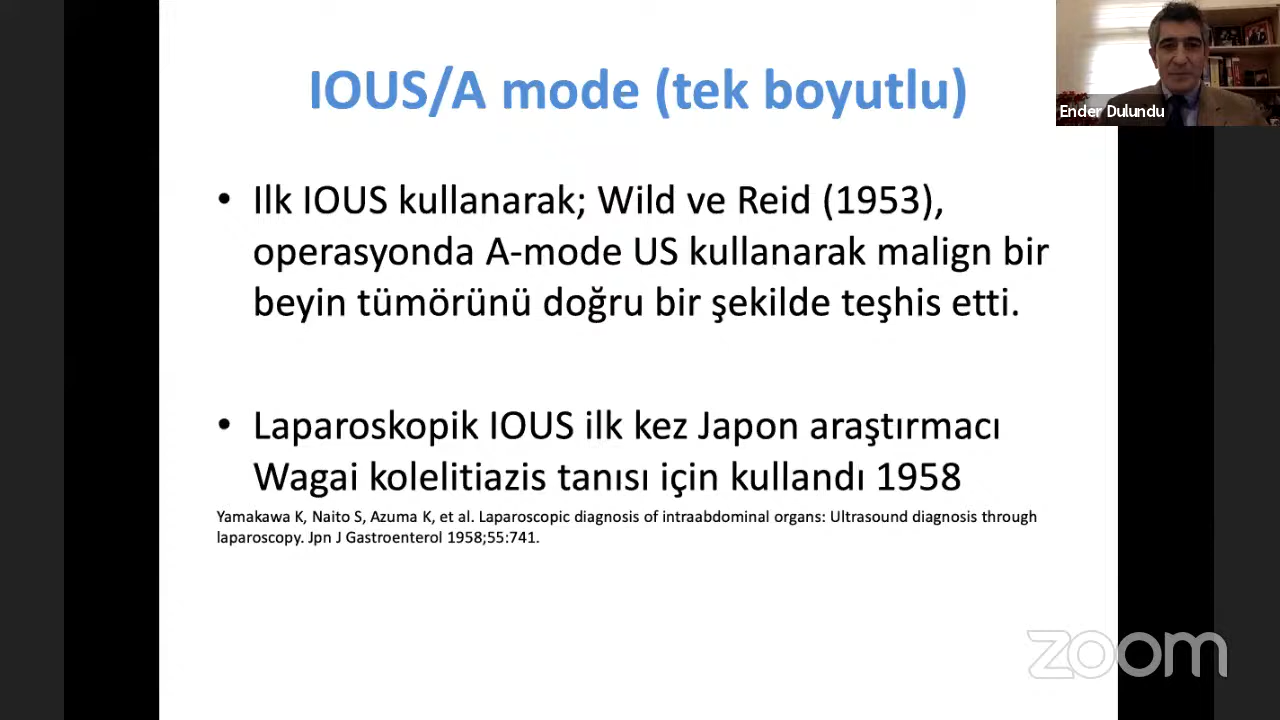 IOUS/A mode (tek boyutlu)
Ender Dulundu
• Ilk IOUS kullanarak; Wild ve Reid (1953),
operasyonda A-mode US kullanarak malign bir
beyin tümörünü doğru bir şekilde teşhis etti.
• Laparoskopik IOUS ilk kez Japon araştırmacı
Wagai kolelitiazis tanısı için kullandı 1958
Yamakawa K, Naito S, Azuma K, et al. Laparoscopic diagnosis of intraabdominal organs: Ultrasound diagnosis through
laparoscopy. Jpn J Gastroenterol 1958;55:741.
zoom